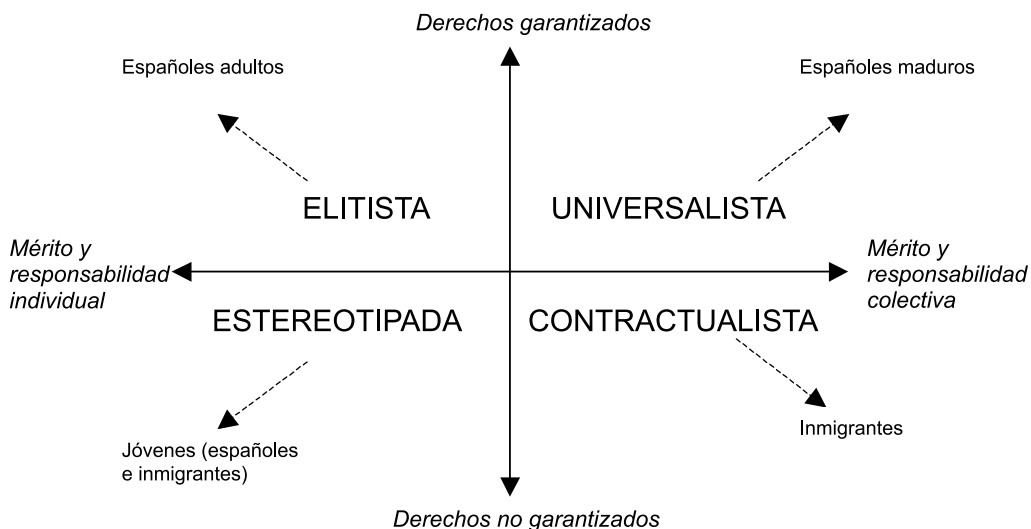 Derechos garantizados
Españoles adultos
Españoles maduros
ELITISTA
UNIVERSALISTA
Mérito y
responsabilidad
individual
Mérito y
responsabilidad
colectiva
ESTEREOTIPADA
CONTRACTUALISTA
Jóvenes (españoles
e inmigrantes)
Inmigrantes
Derechos no garantizados